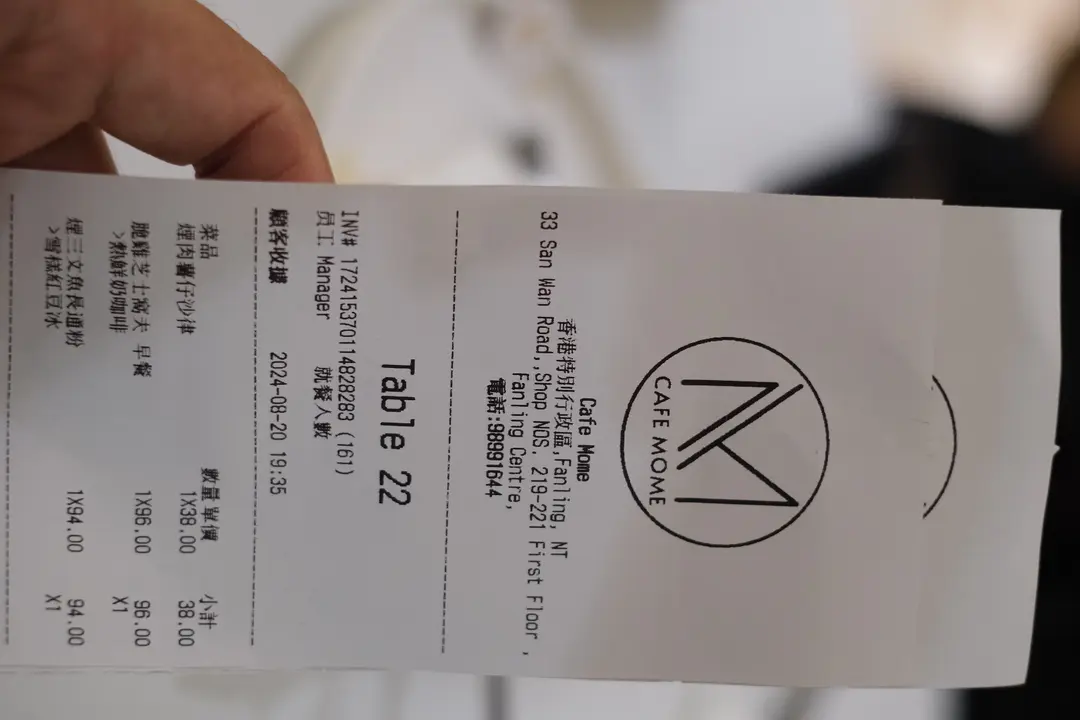 CAFE MOME
Cafe Mome
香港特別行政區,Fanling, NT
33 San Wan Road,,Shop NOS. 219-221 First Floor ,
Fanling Centre,
電話:98991644
Table 22
INV# 1724153701148282​83 (161)
员工 Manager 就餐人數
顧客收據 2024-08-20 19:35
菜品 數量 單價 小計
煙肉薯仔沙律 1X38.00 38.00
脆雞芝士窩夫 早餐 1X96.00 96.00
>熱鮮奶咖啡 X1
煙三文魚長通粉 1X94.00 94.00
>雪糕紅豆冰 X1